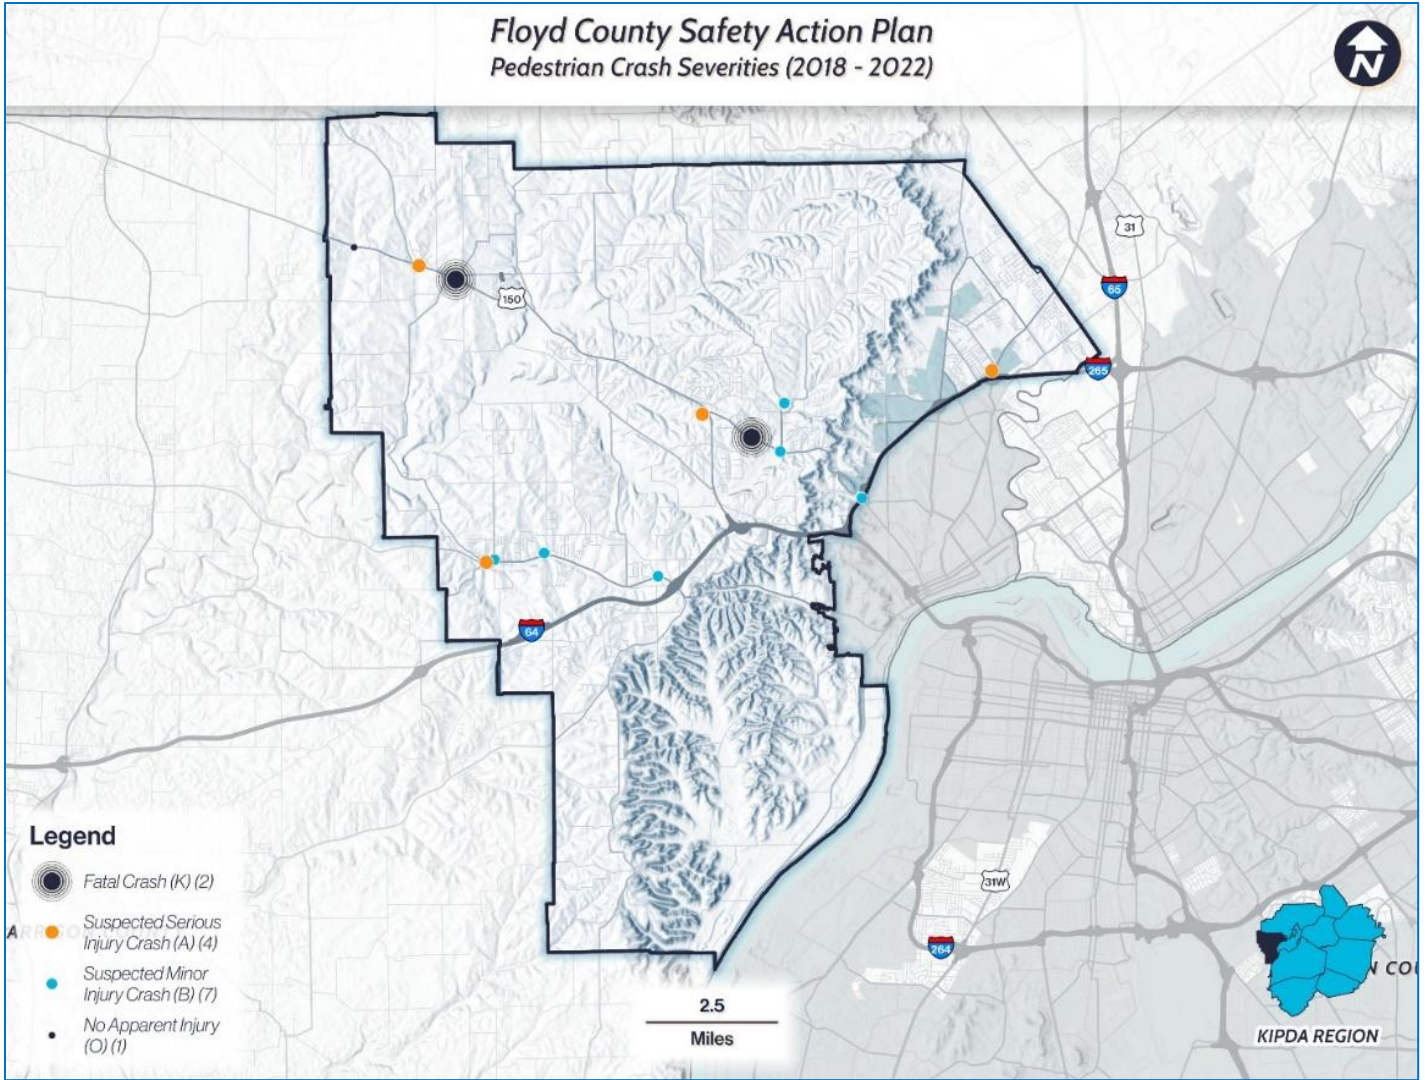 Floyd County Safety Action Plan
Pedestrian Crash Severities (2018 - 2022)
N
31
65
150
265
64
Legend
Fatal Crash (K) (2)
Suspected Serious
Injury Crash (A) (4)
Suspected Minor
Injury Crash (B) (7)
No Apparent Injury
(O) (1)
31W
264
2.5
Miles
N COU
KIPDA REGION